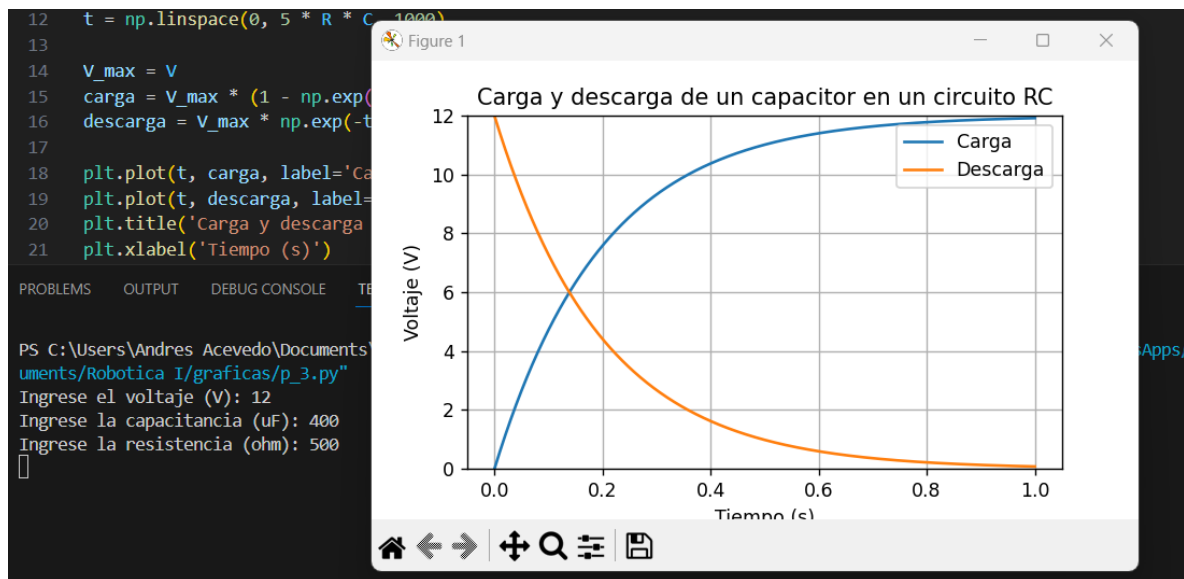 12 t = np.linspace(0, 5 * R * C, 1000)
13
14 V_max = V
15 carga = V_max * (1 - np.exp(
16 descarga = V_max * np.exp(-t
17
18 plt.plot(t, carga, label='Ca
19 plt.plot(t, descarga, label=
20 plt.title('Carga y descarga
21 plt.xlabel('Tiempo (s)')
PROBLEMS OUTPUT DEBUG CONSOLE TE
PS C:\Users\Andres Acevedo\Documents'
sApps/
uments/Robotica I/graficas/p_3.py"
Ingrese el voltaje (V): 12
Ingrese la capacitancia (uF): 400
Ingrese la resistencia (ohm): 500
Figure 1
Carga y descarga de un capacitor en un circuito RC
Carga
Descarga
Voltaje (V)
12
10
8
6
4
2
0
0.0 0.2 0.4 0.6 0.8 1.0
Tiempo (s)